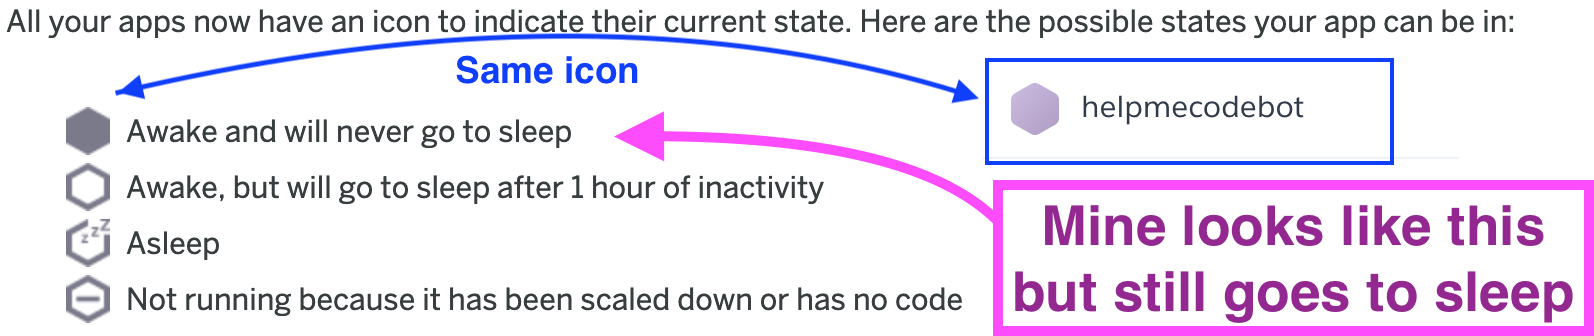 All your apps now have an icon to indicate their current state. Here are the possible states your app can be in:
Same icon
helpmecodebot
Awake and will never go to sleep
Awake, but will go to sleep after 1 hour of inactivity
zzZ
Asleep
Not running because it has been scaled down or has no code
Mine looks like this
but still goes to sleep